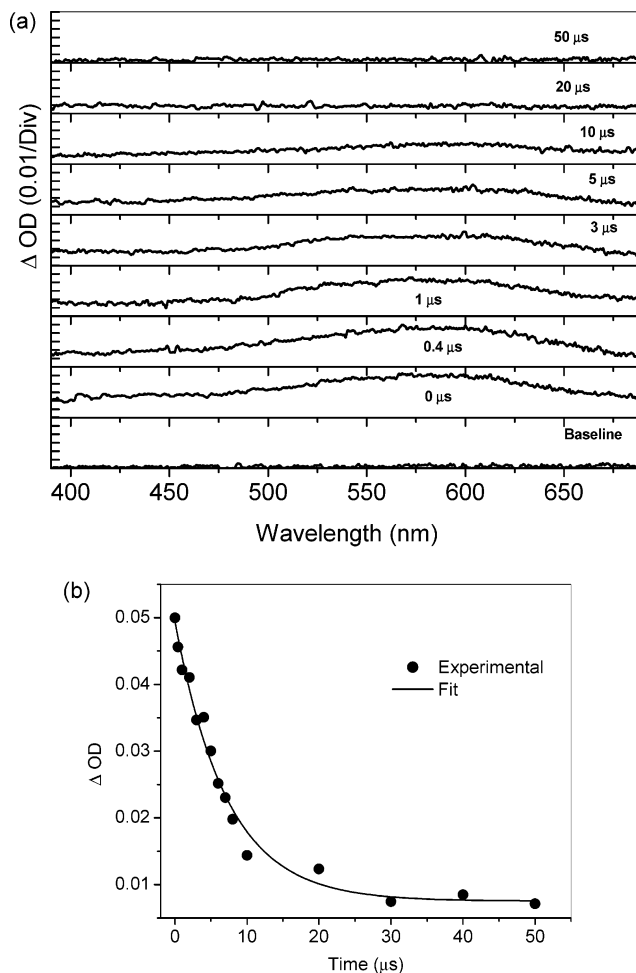 (a)
50 μs
20 μs
10 μs
5 μs
3 μs
1 μs
0.4 μs
0 μs
Baseline
Δ OD (0.01/Div)
400 450 500 550 600 650
Wavelength (nm)
(b)
0.05
0.04
0.03
0.02
0.01
Δ OD
Experimental
Fit
0 10 20 30 40 50
Time (μs)